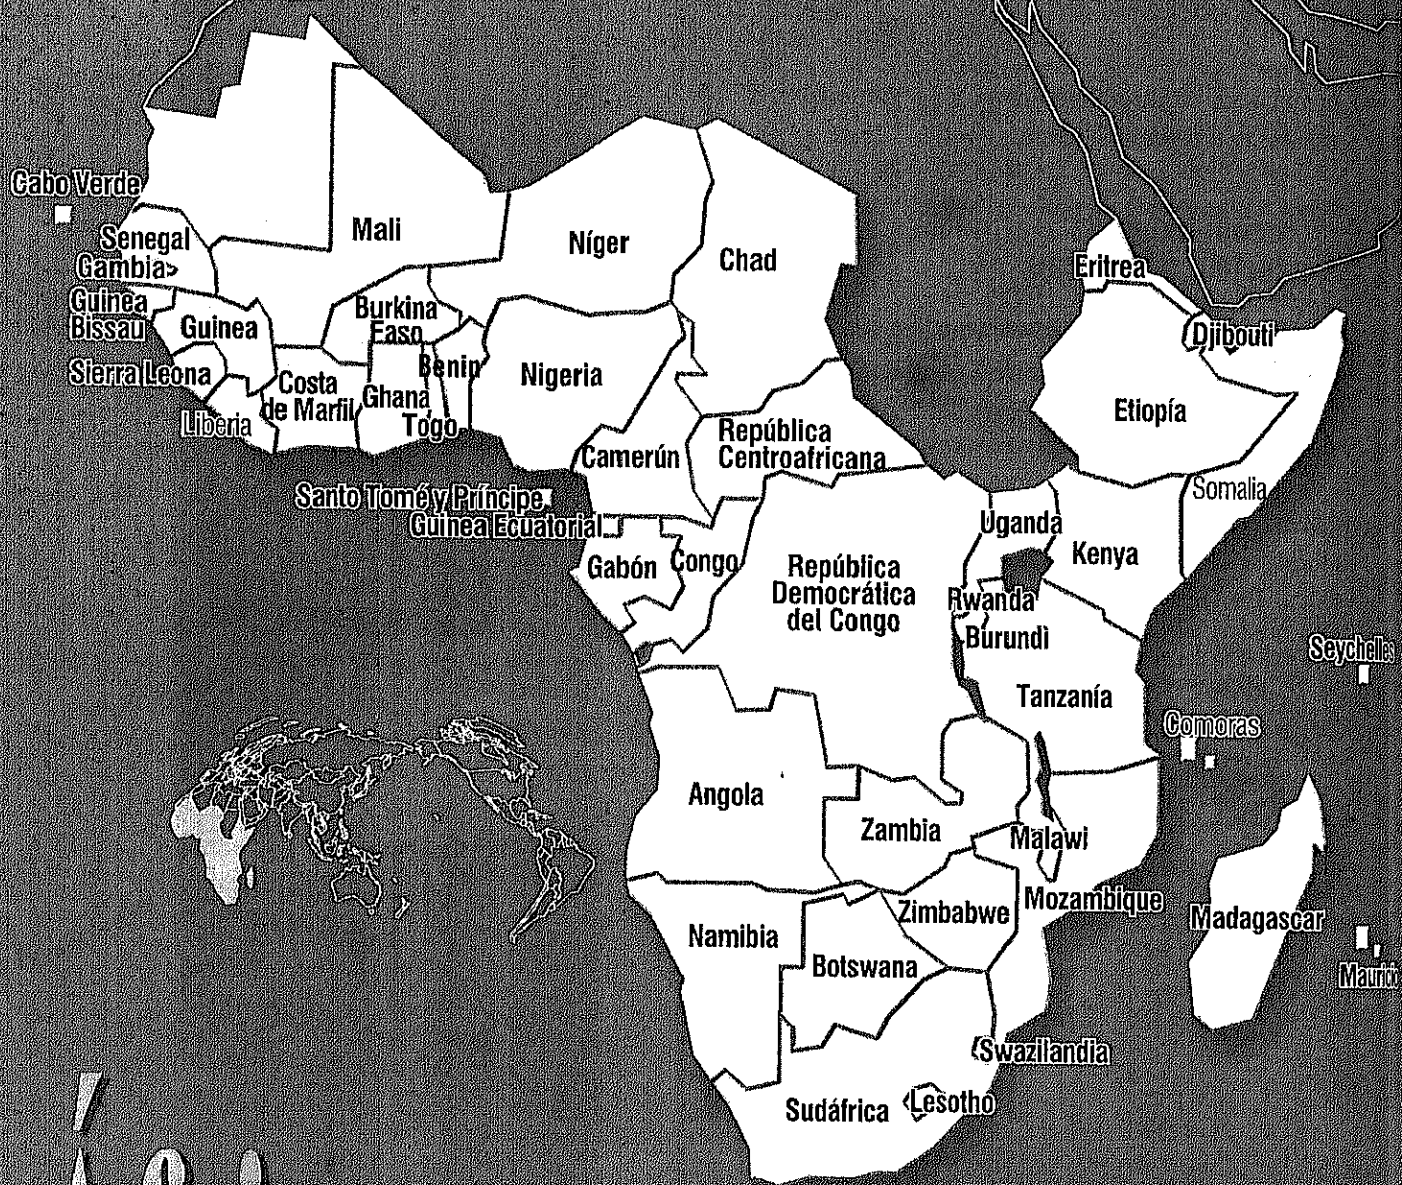 Cabo Verde
Mali
Níger
Senegal
Chad
Gambia
Eritrea
Guinea
Bissau
Burkina
Faso
Guinea
Djibouti
Benin
Sierra Leona
Nigeria
Costa
de Marfil
Ghana
Etiopía
Liberia
Togo
República
Centroafricana
Camerún
Somalia
Santo Tomé y Príncipe
Guinea Ecuatorial
Uganda
Kenya
Gabón
Congo
República
Democrática
del Congo
Rwanda
Burundì
Seychelles
Tanzanía
Comoras
Angola
Zambia
Malawi
Mozambique
Zimbabwe
Madagascar
Namibia
Botswana
Mauricio
Swazilandia
Lesotho
Sudáfrica